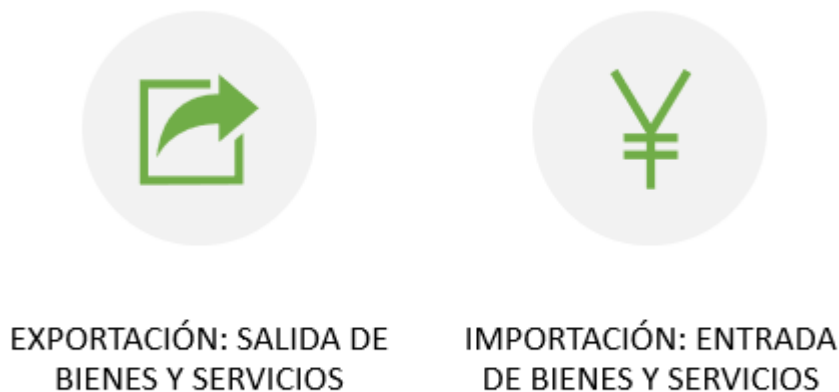 EXPORTACIÓN: SALIDA DE
BIENES Y SERVICIOS
IMPORTACIÓN: ENTRADA
DE BIENES Y SERVICIOS